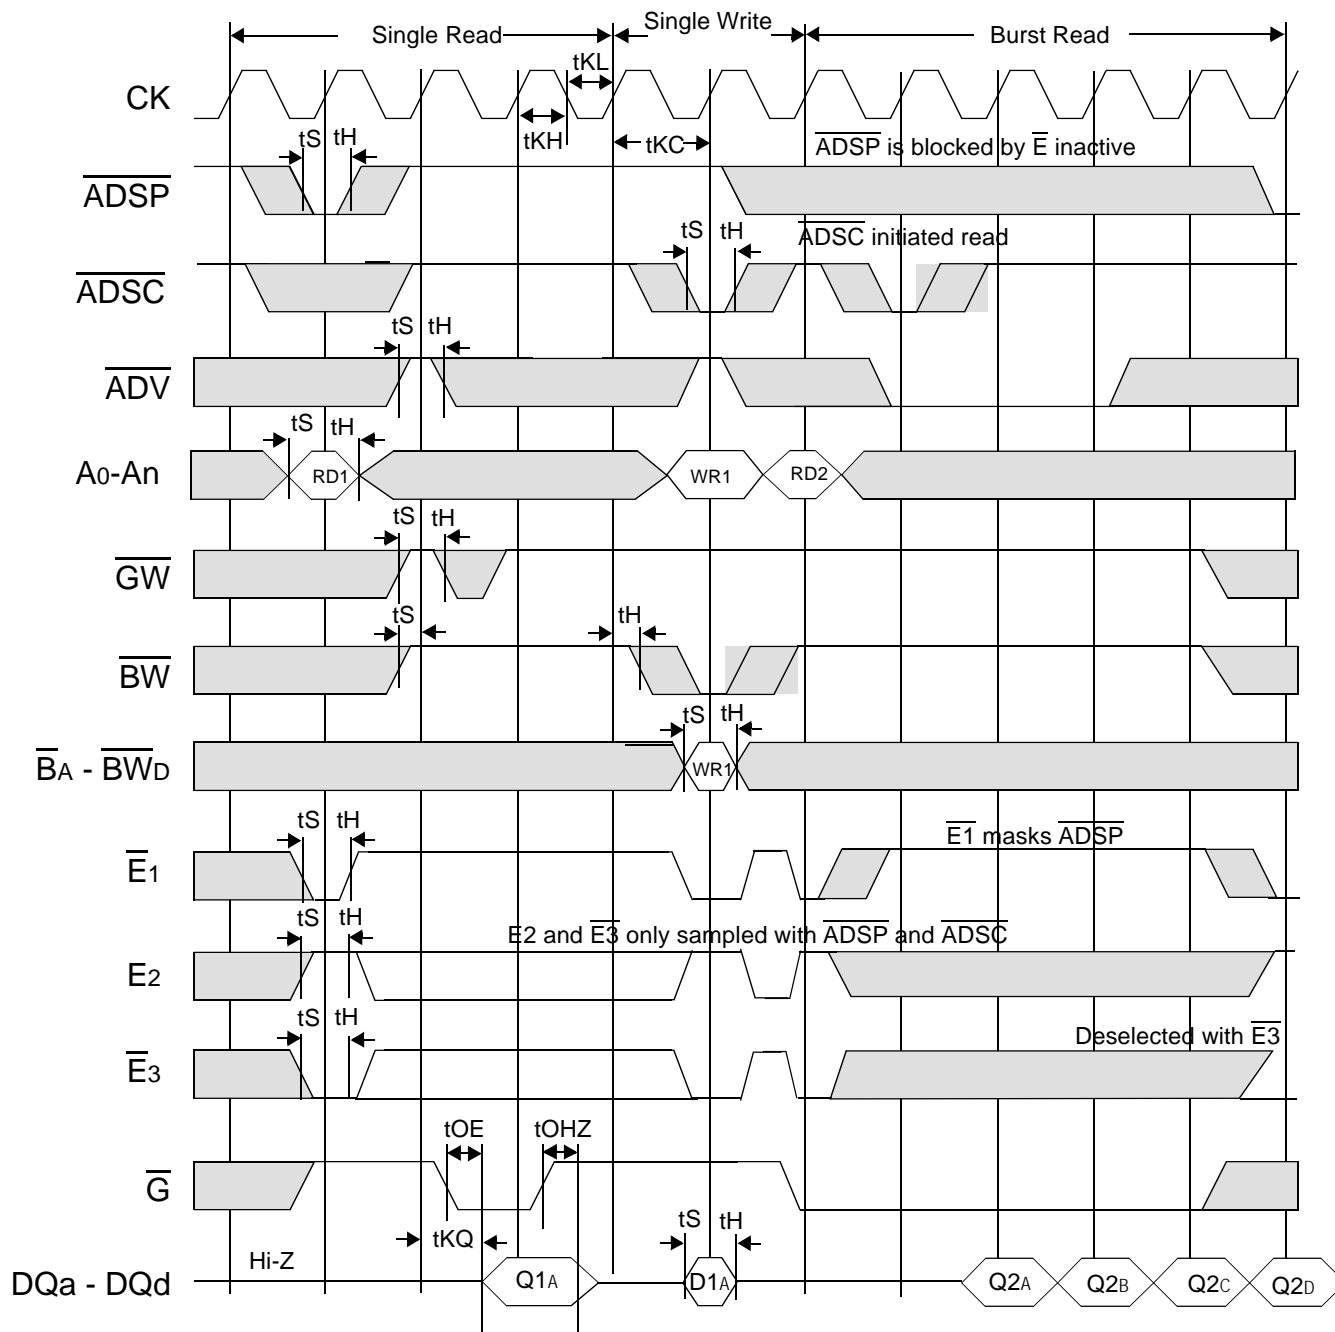 Single Read
Single Write
Burst Read
CK
tKL
tKH
tKC
tS tH
ADSP is blocked by E inactive
ADSP
tS tH
ADSC initiated read
ADSC
tS tH
ADV
tS tH
A0-An
RD1
WR1
RD2
tS tH
GW
tS
tH
BW
tS tH
BA - BWD
WR1
tS tH
E1 masks ADSP
E1
tS tH
E2 and E3 only sampled with ADSP and ADSC
E2
tS tH
Deselected with E3
E3
tOE
tOHZ
G
tKQ
tS tH
Hi-Z
DQa - DQd
Q1A
D1A
Q2A
Q2B
Q2C
Q2D